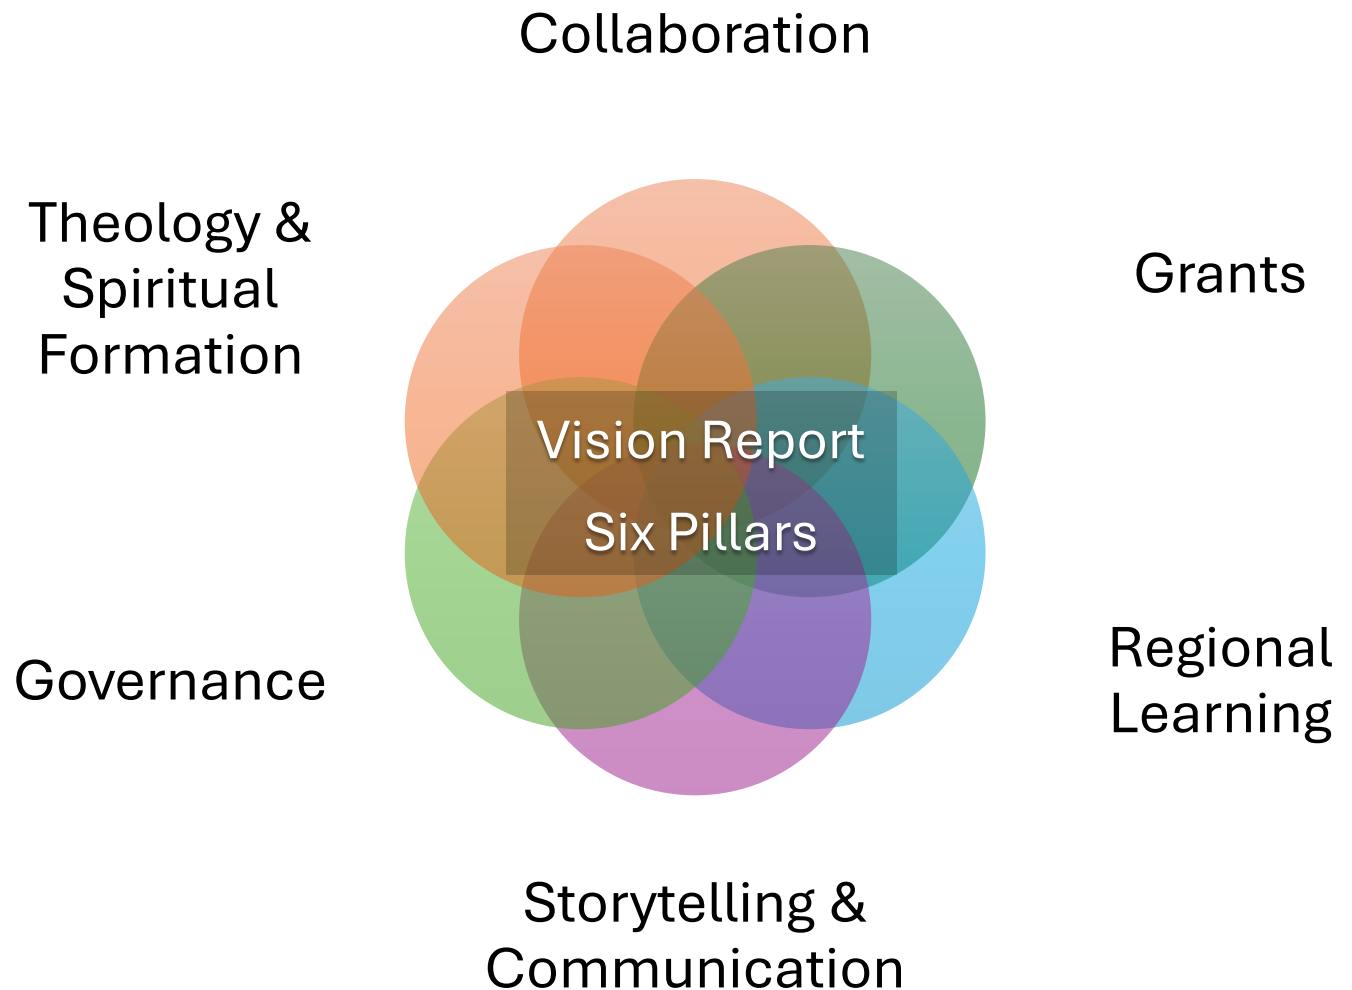 Collaboration
Theology &
Spiritual
Formation
Grants
Vision Report
Six Pillars
Governance
Regional
Learning
Storytelling &
Communication